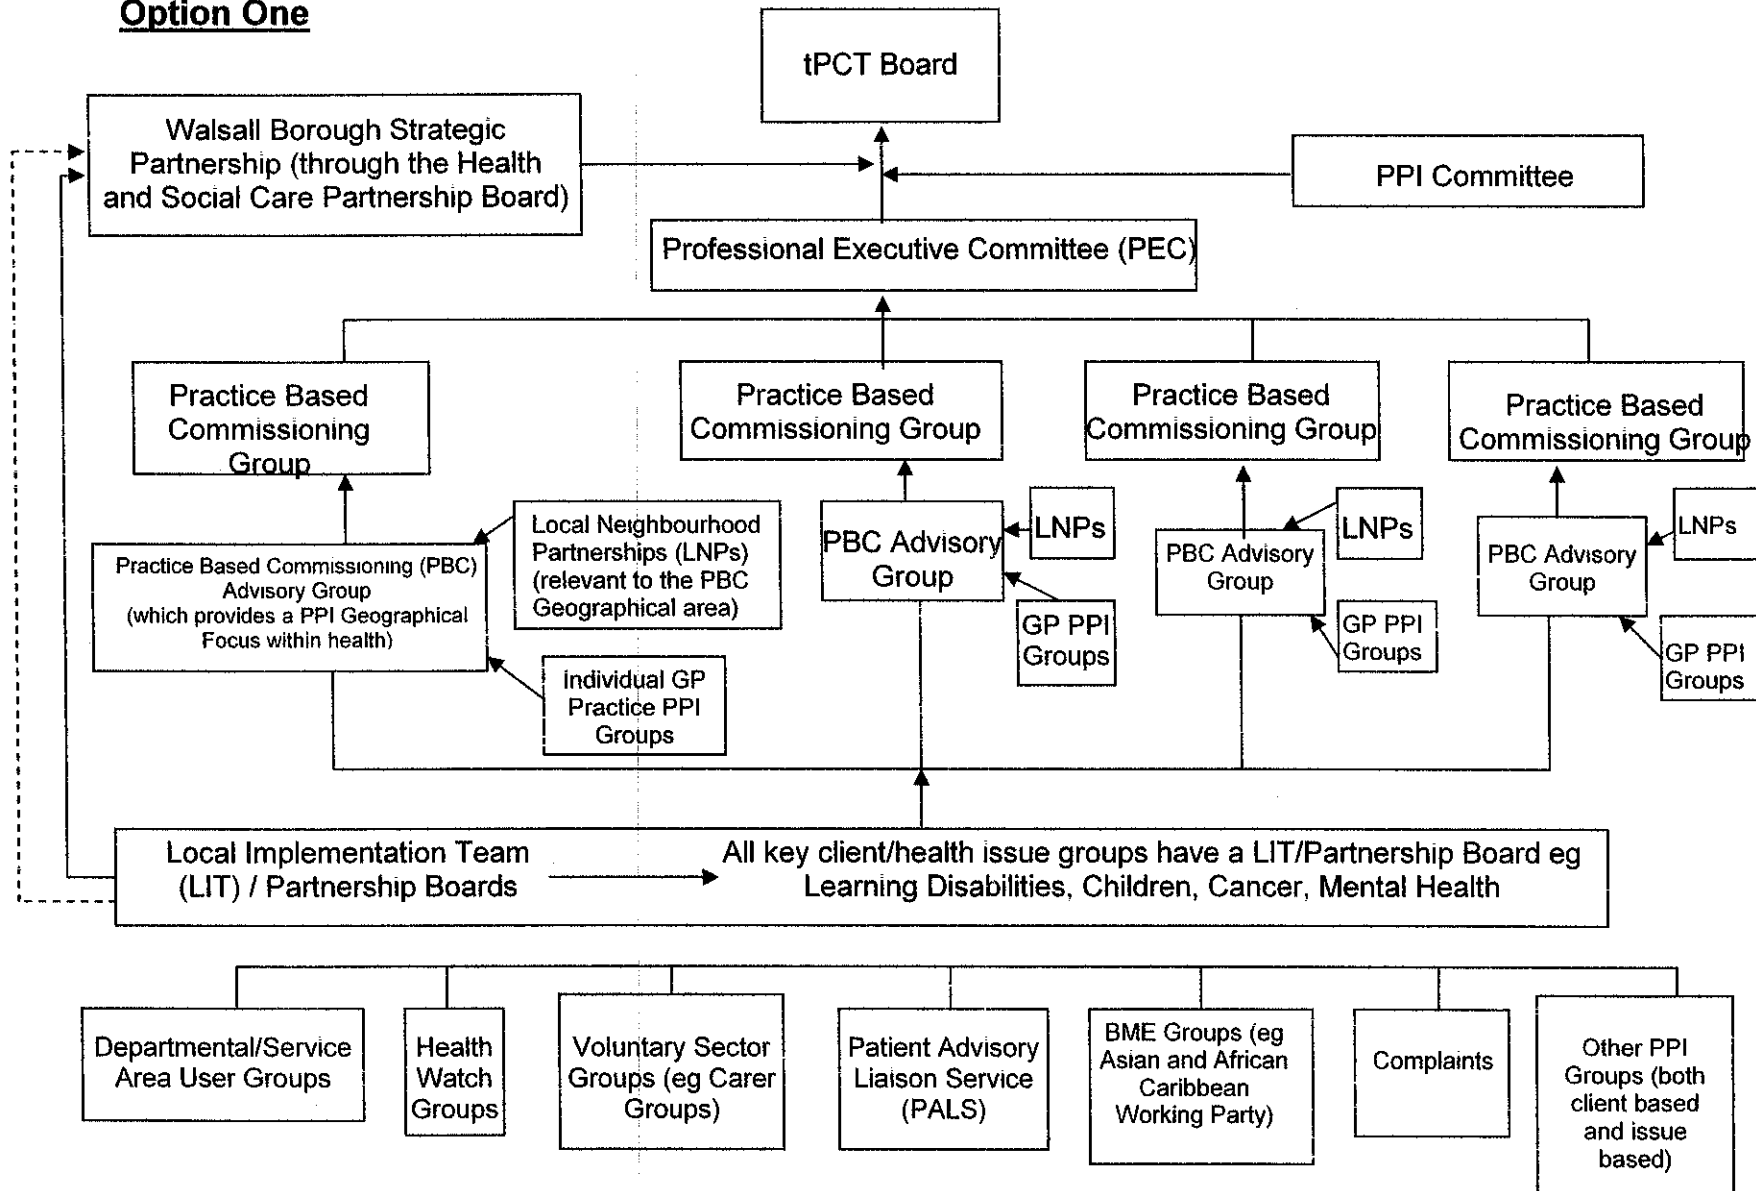 Option One
tPCT Board
Walsall Borough Strategic
Partnership (through the Health
and Social Care Partnership Board)
PPI Committee
Professional Executive Committee (PEC)
Practice Based
Commissioning
Group
Practice Based
Commissioning Group
Practice Based
Commissioning Group
Practice Based
Commissioning Group
Practice Based Commissioning (PBC)
Advisory Group
(which provides a PPI Geographical
Focus within health)
Local Neighbourhood
Partnerships (LNPs)
(relevant to the PBC
Geographical area)
Individual GP
Practice PPI
Groups
PBC Advisory
Group
LNPs
GP PPI
Groups
PBC Advisory
Group
LNPs
GP PPI
Groups
PBC Advisory
Group
LNPs
GP PPI
Groups
Local Implementation Team
(LIT) / Partnership Boards
All key client/health issue groups have a LIT/Partnership Board eg
Learning Disabilities, Children, Cancer, Mental Health
Departmental/Service
Area User Groups
Health
Watch
Groups
Voluntary Sector
Groups (eg Carer
Groups)
Patient Advisory
Liaison Service
(PALS)
BME Groups (eg
Asian and African
Caribbean
Working Party)
Complaints
Other PPI
Groups (both
client based
and issue
based)